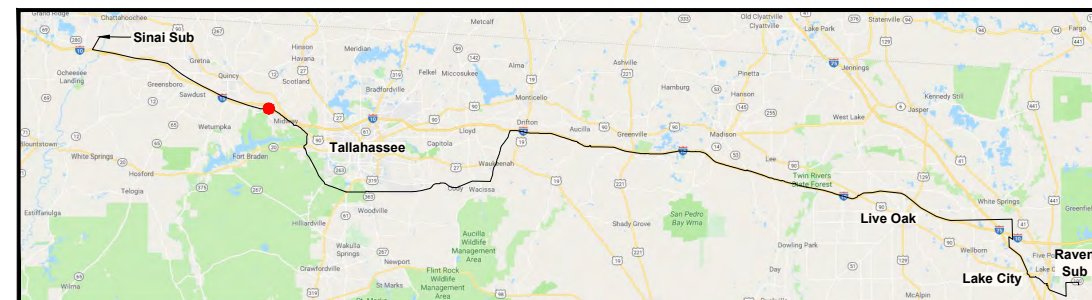 Grand Ridge
Chattahoochee
Metcalf
Old Clyattville
Clyattville
Lake Park
Statenville
Fargo
Sinai Sub
Ocheesee
Landing
Gretna
Hinson
Havana
Meridian
Greensboro
Quincy
Scotland
Felkel
Miccosukee
Alma
Ashville
Pinetta
Jennings
Sawdust
Bradfordville
Monticello
Hamburg
Hanson
Kennedy Still
Jasper
Wetumpka
Midway
Lloyd
Drifton
Aucilla
Greenville
Madison
West Lake
Blountstown
White Springs
Fort Braden
Tallahassee
Capitola
Waukeenah
Lee
Hosford
Telogia
Cody
Wacissa
Twin Rivers
State Forest
White Springs
Estiffanulga
Woodville
Hilliardville
San Pedro
Bay Wma
Shady Grove
Live Oak
Greenfield
Wakulla
Springs
Aucilla
Wildlife
Management
Area
Dowling Park
Wellborn
Five Po
Raven
Sub
Newport
Crawfordville
Flint Rock
Wildlife
Management
Day
Lake City
Lake C
Wilma
St Marks
McAlpin